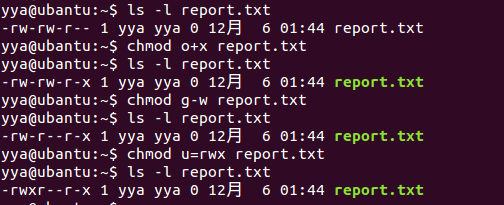 yya@ubantu:~$ ls -l report.txt
-rw-rw-r-- 1 yya yya 0 12月  6 01:44 report.txt
yya@ubantu:~$ chmod o+x report.txt
yya@ubantu:~$ ls -l report.txt
-rw-rw-r-x 1 yya yya 0 12月  6 01:44 report.txt
yya@ubantu:~$ chmod g-w report.txt
yya@ubantu:~$ ls -l report.txt
-rw-r--r-x 1 yya yya 0 12月  6 01:44 report.txt
yya@ubantu:~$ chmod u=rwx report.txt
yya@ubantu:~$ ls -l report.txt
-rwxr--r-x 1 yya yya 0 12月  6 01:44 report.txt